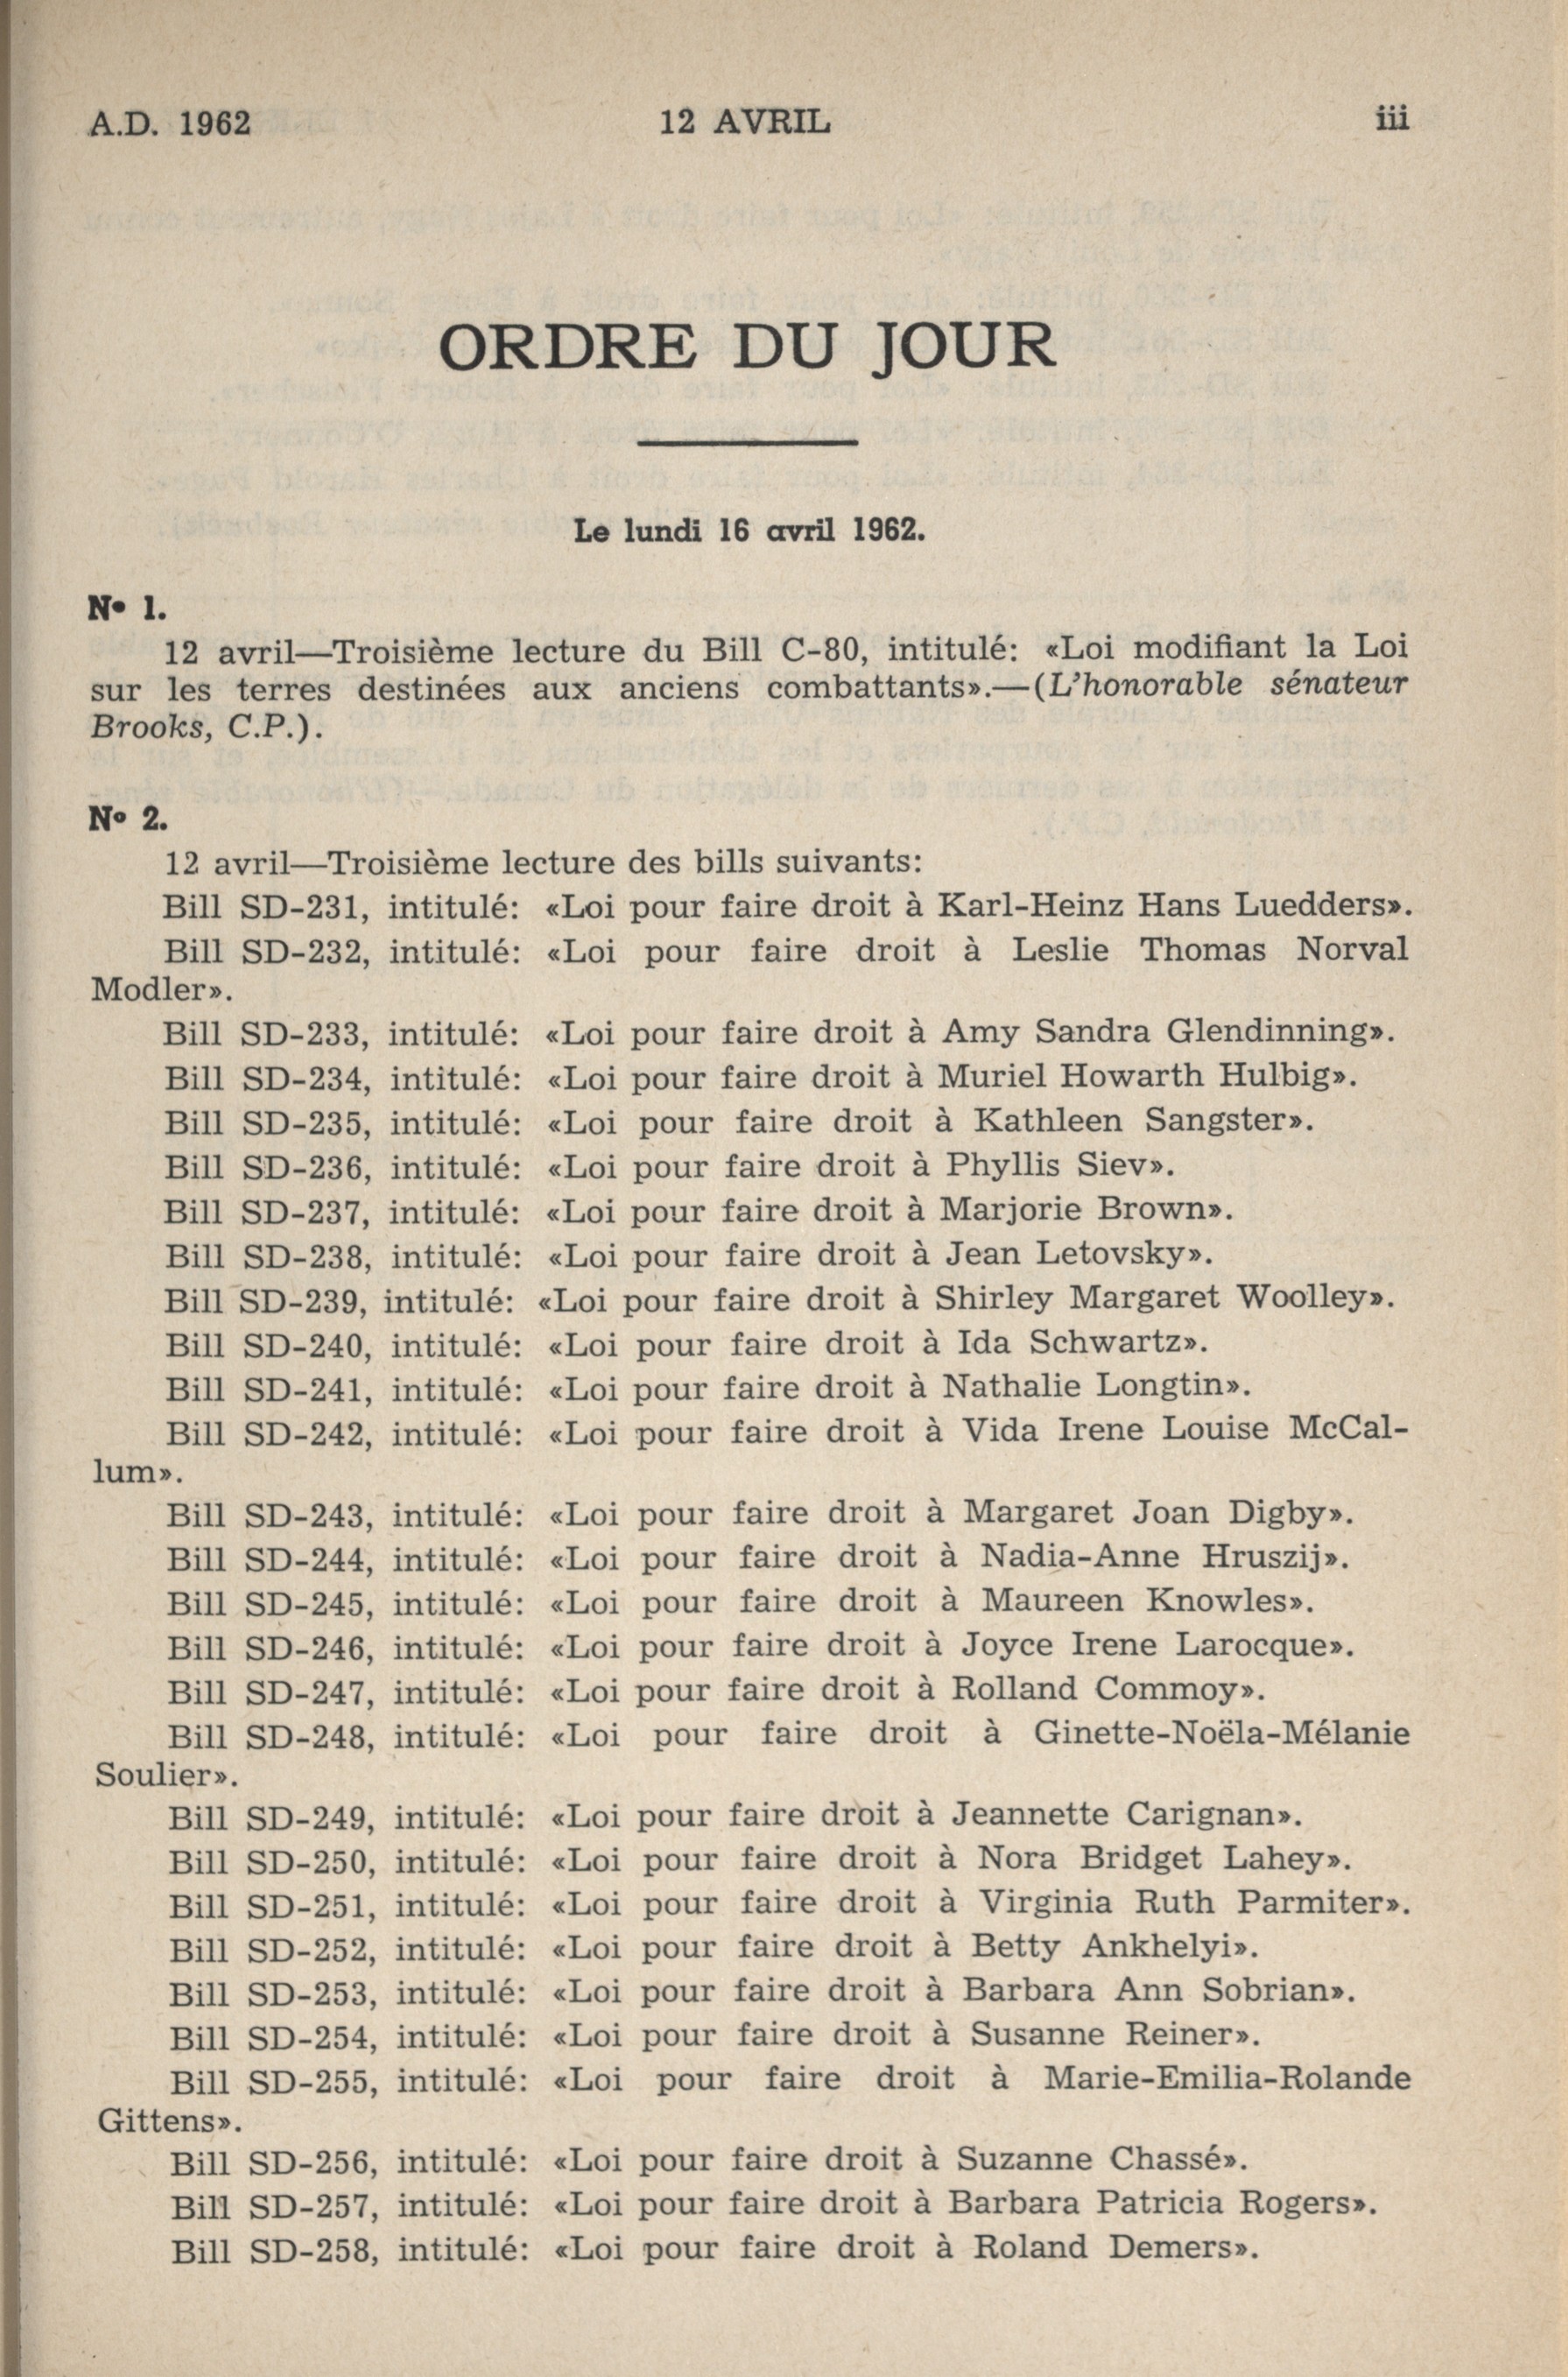 A.D. 1962 12 AVRIL iii
ORDRE DU JOUR
Le lundi 16 avril 1962.
Nº 1.
12 avril—Troisième lecture du Bill C-80, intitulé: «Loi modifiant la Loi
sur les terres destinées aux anciens combattants».—(L'honorable sénateur
Brooks, C.P.).
Nº 2.
12 avril—Troisième lecture des bills suivants:
Bill SD-231, intitulé: «Loi pour faire droit à Karl-Heinz Hans Luedders».
Bill SD-232, intitulé: «Loi pour faire droit à Leslie Thomas Norval
Modler».
Bill SD-233, intitulé: «Loi pour faire droit à Amy Sandra Glendinning».
Bill SD-234, intitulé: «Loi pour faire droit à Muriel Howarth Hulbig».
Bill SD-235, intitulé: «Loi pour faire droit à Kathleen Sangster».
Bill SD-236, intitulé: «Loi pour faire droit à Phyllis Siev».
Bill SD-237, intitulé: «Loi pour faire droit à Marjorie Brown».
Bill SD-238, intitulé: «Loi pour faire droit à Jean Letovsky».
Bill SD-239, intitulé: «Loi pour faire droit à Shirley Margaret Woolley».
Bill SD-240, intitulé: «Loi pour faire droit à Ida Schwartz».
Bill SD-241, intitulé: «Loi pour faire droit à Nathalie Longtin».
Bill SD-242, intitulé: «Loi pour faire droit à Vida Irene Louise McCal-
lum».
Bill SD-243, intitulé: «Loi pour faire droit à Margaret Joan Digby».
Bill SD-244, intitulé: «Loi pour faire droit à Nadia-Anne Hruszij».
Bill SD-245, intitulé: «Loi pour faire droit à Maureen Knowles».
Bill SD-246, intitulé: «Loi pour faire droit à Joyce Irene Larocque».
Bill SD-247, intitulé: «Loi pour faire droit à Rolland Commoy».
Bill SD-248, intitulé: «Loi pour faire droit à Ginette-Noëla-Mélanie
Soulier».
Bill SD-249, intitulé: «Loi pour faire droit à Jeannette Carignan».
Bill SD-250, intitulé: «Loi pour faire droit à Nora Bridget Lahey».
Bill SD-251, intitulé: «Loi pour faire droit à Virginia Ruth Parmiter».
Bill SD-252, intitulé: «Loi pour faire droit à Betty Ankhelyi».
Bill SD-253, intitulé: «Loi pour faire droit à Barbara Ann Sobrian».
Bill SD-254, intitulé: «Loi pour faire droit à Susanne Reiner».
Bill SD-255, intitulé: «Loi pour faire droit à Marie-Emilia-Rolande
Gittens».
Bill SD-256, intitulé: «Loi pour faire droit à Suzanne Chassé».
Bill SD-257, intitulé: «Loi pour faire droit à Barbara Patricia Rogers».
Bill SD-258, intitulé: «Loi pour faire droit à Roland Demers».